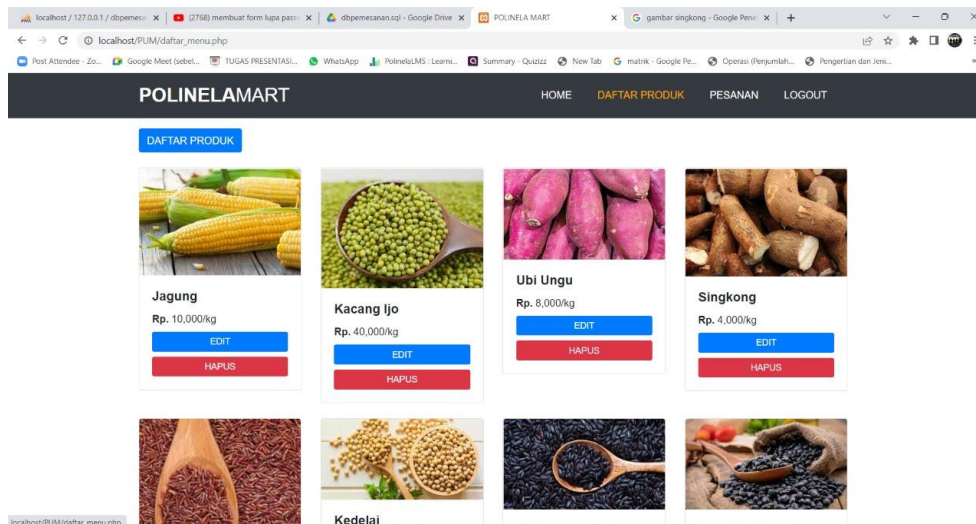 localhost / 127.0.0.1 / dbpemesa
(2768) membuat form lupa passw
dbpemesanan.sql - Google Drive
POLINELA MART
gambar singkong - Google Pene
localhost/PUM/daftar_menu.php
Post Attendee - Zo...
Google Meet (sebel...
TUGAS PRESENTASI...
WhatsApp
PolinelaLMS : Learni...
Summary - Quizizz
New Tab
matrik - Google Pe...
Operasi (Penjumlah...
Pengertian dan Jeni...
POLINELAMART
HOME DAFTAR PRODUK PESANAN LOGOUT
DAFTAR PRODUK
Jagung
Rp. 10,000/kg
EDIT
HAPUS
Kacang Ijo
Rp. 40,000/kg
EDIT
HAPUS
Ubi Ungu
Rp. 8,000/kg
EDIT
HAPUS
Singkong
Rp. 4,000/kg
EDIT
HAPUS
Kedelai
localhost/PUM/daftar_menu.php